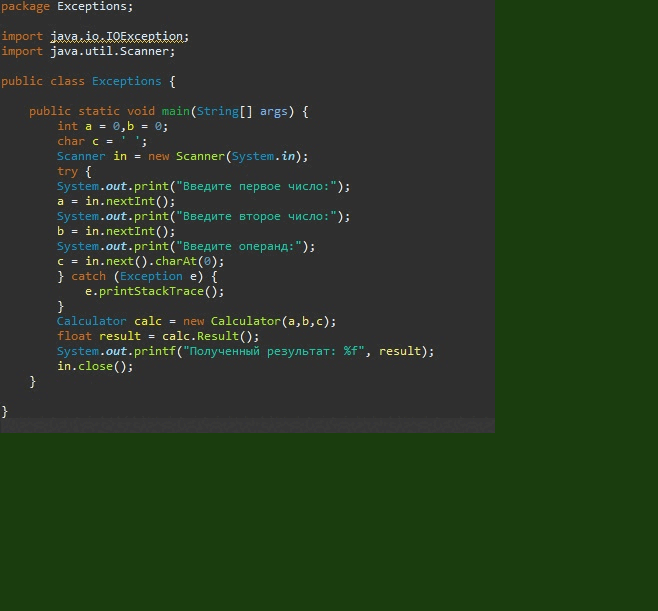 package Exceptions;
import java.io.IOException;
import java.util.Scanner;
public class Exceptions {
public static void main(String[] args) {
int a = 0,b = 0;
char c = ' ';
Scanner in = new Scanner(System.in);
try {
System.out.print("Введите первое число:");
a = in.nextInt();
System.out.print("Введите второе число:");
b = in.nextInt();
System.out.print("Введите операнд:");
c = in.next().charAt(0);
} catch (Exception e) {
e.printStackTrace();
}
Calculator calc = new Calculator(a,b,c);
float result = calc.Result();
System.out.printf("Полученный результат: %f", result);
in.close();
}
}